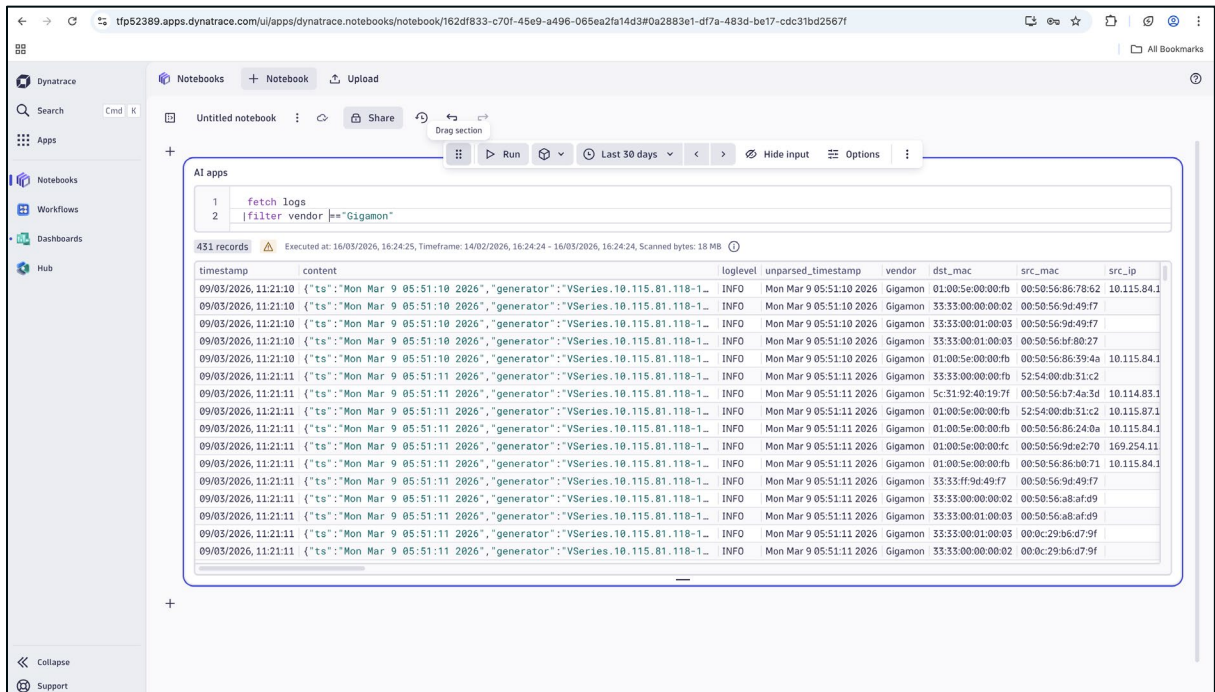 tfp52389.apps.dynatrace.com/ui/apps/dynatrace.notebooks/notebook/162df833-c70f-45e9-a496-065ea2fa14d3#0a2883e1-df7a-483d-be17-cdc31bd2567f
All Bookmarks
Dynatrace
Notebooks
+ Notebook
Upload
Search Cmd K
Untitled notebook
Share
Apps
Drag section
Run
Last 30 days
Hide input
Options
Notebooks
Workflows
Dashboards
Hub
AI apps
1 fetch logs
2 |filter vendor =="Gigamon"
431 records Executed at: 16/03/2026, 16:24:25, Timeframe: 14/02/2026, 16:24:24 - 16/03/2026, 16:24:24, Scanned bytes: 18 MB
timestamp content loglevel unparsed_timestamp vendor dst_mac src_mac src_ip
09/03/2026, 11:21:10 {"ts":"Mon Mar 9 05:51:10 2026","generator":"VSeries.10.115.81.118-1… INFO Mon Mar 9 05:51:10 2026 Gigamon 01:00:5e:00:00:fb 00:50:56:86:78:62 10.115.84.1
09/03/2026, 11:21:10 {"ts":"Mon Mar 9 05:51:10 2026","generator":"VSeries.10.115.81.118-1… INFO Mon Mar 9 05:51:10 2026 Gigamon 33:33:00:00:00:02 00:50:56:9d:49:f7
09/03/2026, 11:21:10 {"ts":"Mon Mar 9 05:51:10 2026","generator":"VSeries.10.115.81.118-1… INFO Mon Mar 9 05:51:10 2026 Gigamon 33:33:00:01:00:03 00:50:56:9d:49:f7
09/03/2026, 11:21:10 {"ts":"Mon Mar 9 05:51:10 2026","generator":"VSeries.10.115.81.118-1… INFO Mon Mar 9 05:51:10 2026 Gigamon 33:33:00:01:00:03 00:50:56:bf:80:27
09/03/2026, 11:21:10 {"ts":"Mon Mar 9 05:51:10 2026","generator":"VSeries.10.115.81.118-1… INFO Mon Mar 9 05:51:10 2026 Gigamon 01:00:5e:00:00:fb 00:50:56:86:39:4a 10.115.84.1
09/03/2026, 11:21:11 {"ts":"Mon Mar 9 05:51:11 2026","generator":"VSeries.10.115.81.118-1… INFO Mon Mar 9 05:51:11 2026 Gigamon 33:33:00:00:00:fb 52:54:00:db:31:c2
09/03/2026, 11:21:11 {"ts":"Mon Mar 9 05:51:11 2026","generator":"VSeries.10.115.81.118-1… INFO Mon Mar 9 05:51:11 2026 Gigamon 5c:31:92:40:19:7f 00:50:56:b7:4a:3d 10.114.83.1
09/03/2026, 11:21:11 {"ts":"Mon Mar 9 05:51:11 2026","generator":"VSeries.10.115.81.118-1… INFO Mon Mar 9 05:51:11 2026 Gigamon 01:00:5e:00:00:fb 52:54:00:db:31:c2 10.115.87.1
09/03/2026, 11:21:11 {"ts":"Mon Mar 9 05:51:11 2026","generator":"VSeries.10.115.81.118-1… INFO Mon Mar 9 05:51:11 2026 Gigamon 01:00:5e:00:00:fb 00:50:56:86:24:0a 10.115.84.1
09/03/2026, 11:21:11 {"ts":"Mon Mar 9 05:51:11 2026","generator":"VSeries.10.115.81.118-1… INFO Mon Mar 9 05:51:11 2026 Gigamon 01:00:5e:00:00:fc 00:50:56:9d:e2:70 169.254.11
09/03/2026, 11:21:11 {"ts":"Mon Mar 9 05:51:11 2026","generator":"VSeries.10.115.81.118-1… INFO Mon Mar 9 05:51:11 2026 Gigamon 01:00:5e:00:00:fb 00:50:56:86:b0:71 10.115.84.1
09/03/2026, 11:21:11 {"ts":"Mon Mar 9 05:51:11 2026","generator":"VSeries.10.115.81.118-1… INFO Mon Mar 9 05:51:11 2026 Gigamon 33:33:ff:9d:49:f7 00:50:56:9d:49:f7
09/03/2026, 11:21:11 {"ts":"Mon Mar 9 05:51:11 2026","generator":"VSeries.10.115.81.118-1… INFO Mon Mar 9 05:51:11 2026 Gigamon 33:33:00:00:00:02 00:50:56:a8:af:d9
09/03/2026, 11:21:11 {"ts":"Mon Mar 9 05:51:11 2026","generator":"VSeries.10.115.81.118-1… INFO Mon Mar 9 05:51:11 2026 Gigamon 33:33:00:01:00:03 00:50:56:a8:af:d9
09/03/2026, 11:21:11 {"ts":"Mon Mar 9 05:51:11 2026","generator":"VSeries.10.115.81.118-1… INFO Mon Mar 9 05:51:11 2026 Gigamon 33:33:00:01:00:03 00:0c:29:b6:d7:9f
09/03/2026, 11:21:11 {"ts":"Mon Mar 9 05:51:11 2026","generator":"VSeries.10.115.81.118-1… INFO Mon Mar 9 05:51:11 2026 Gigamon 33:33:00:00:00:02 00:0c:29:b6:d7:9f
Collapse
Support